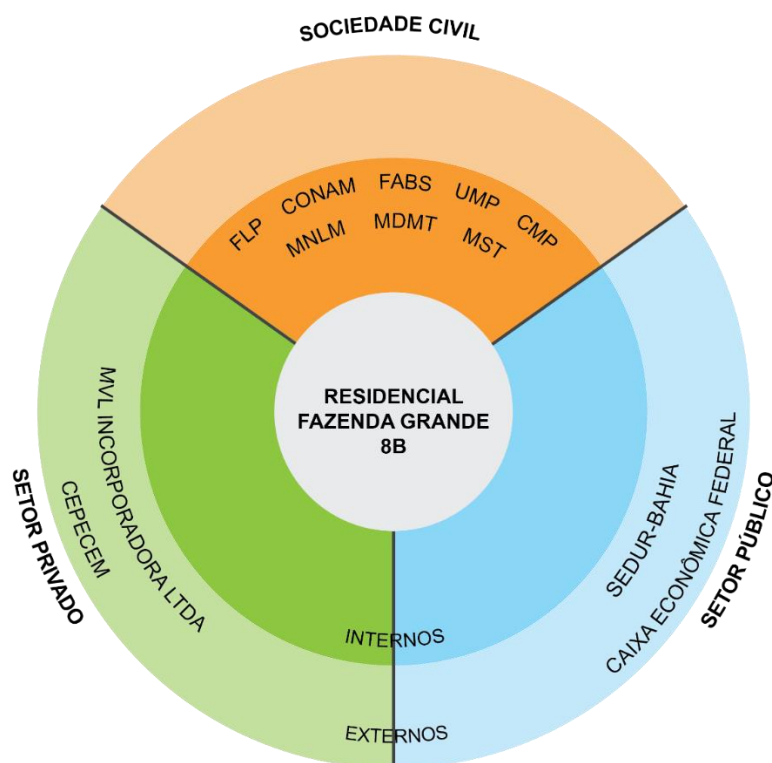 SOCIEDADE CIVIL
FLP CONAM FABS UMP CMP
MNLM MDMT MST
RESIDENCIAL
FAZENDA GRANDE
8B
SETOR PRIVADO
CEPECEM
MVL INCORPORADORA LTDA
SEDUR-BAHIA
CAIXA ECONÔMICA FEDERAL
SETOR PÚBLICO
INTERNOS
EXTERNOS